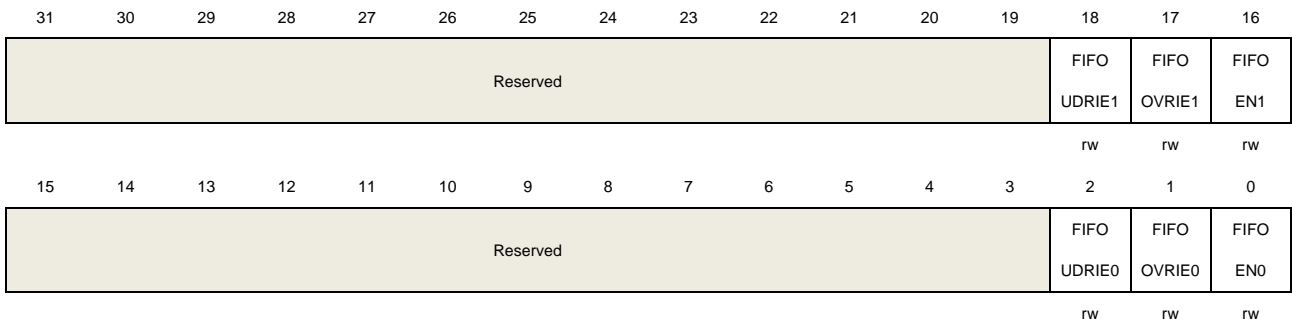 31 30 29 28 27 26 25 24 23 22 21 20 19 18 17 16
Reserved
FIFO UDRIE1
FIFO OVRIE1
FIFO EN1
rw rw rw
15 14 13 12 11 10 9 8 7 6 5 4 3 2 1 0
Reserved
FIFO UDRIE0
FIFO OVRIE0
FIFO EN0
rw rw rw